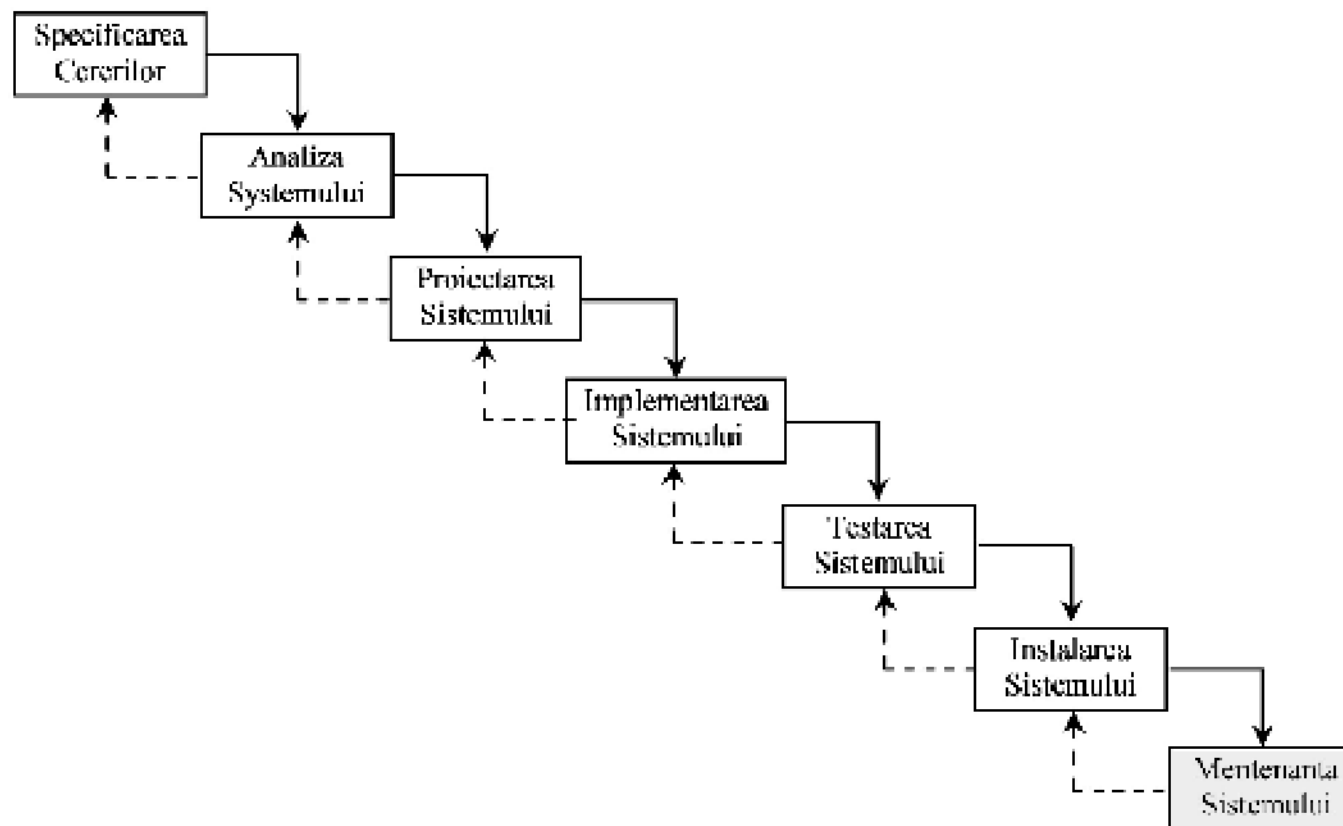 Specificarea
Cererilor
Analiza
Systemului
Proiectarea
Sistemului
Implementarea
Sistemului
Testarea
Sistemului
Instalarea
Sistemului
Mentenanta
Sistemului